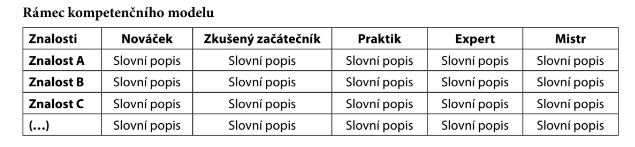 Rámec kompetenčního modelu
Znalosti Nováček Zkušený začátečník Praktik Expert Mistr
Znalost A Slovní popis Slovní popis Slovní popis Slovní popis Slovní popis
Znalost B Slovní popis Slovní popis Slovní popis Slovní popis Slovní popis
Znalost C Slovní popis Slovní popis Slovní popis Slovní popis Slovní popis
(…) Slovní popis Slovní popis Slovní popis Slovní popis Slovní popis